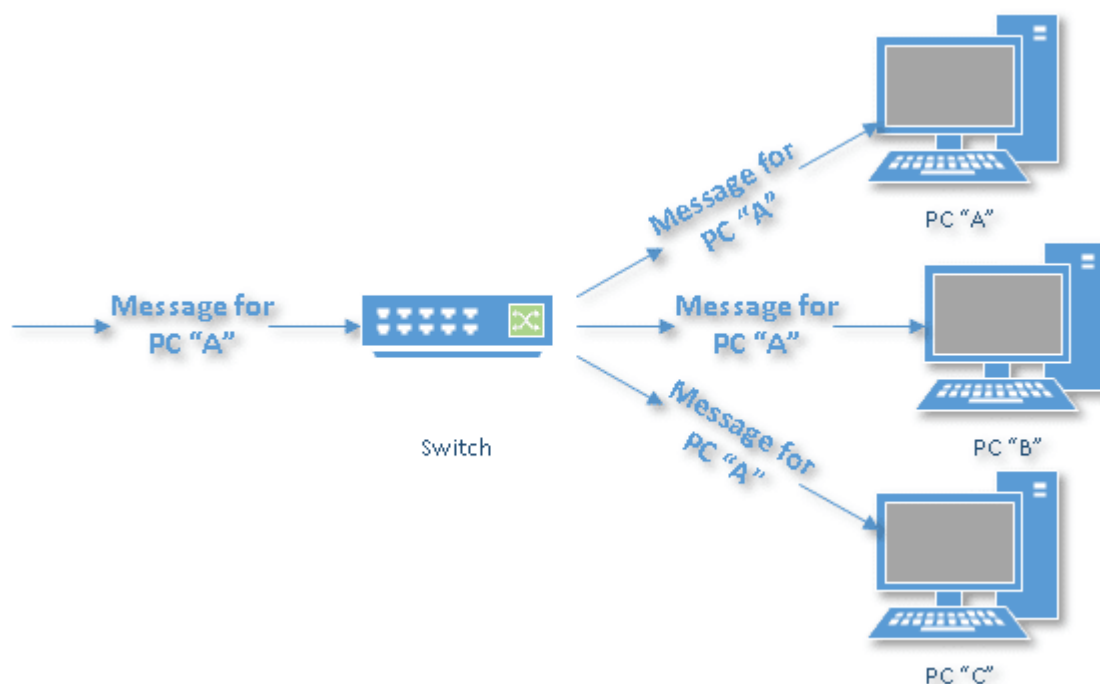 Message for
PC “A”
PC “A”
Message for
PC “A”
Switch
Message for
PC “A”
PC “B”
Message for
PC “A”
PC “C”